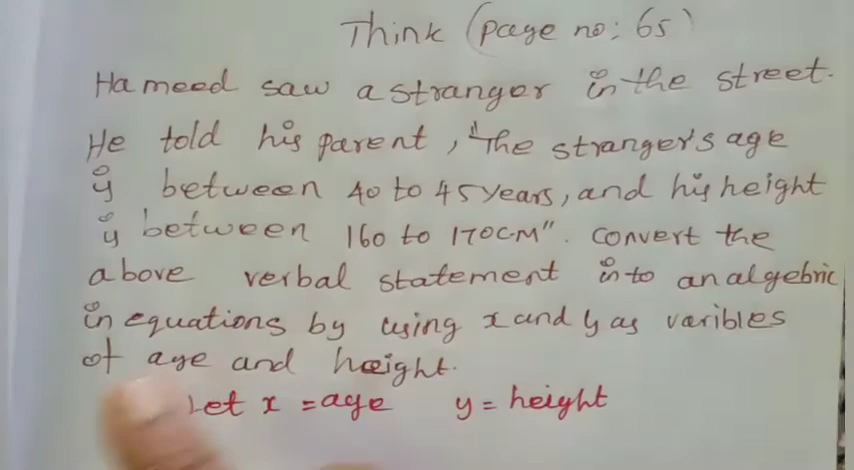 Think (page no: 65)
Hameed saw a stranger in the street.
He told his parent, "The stranger's age
is between 40 to 45 years, and his height
is between 160 to 170cm". Convert the
above verbal statement into an algebric
in equations by using x and y as varibles
of age and height.
Let x = age y = height